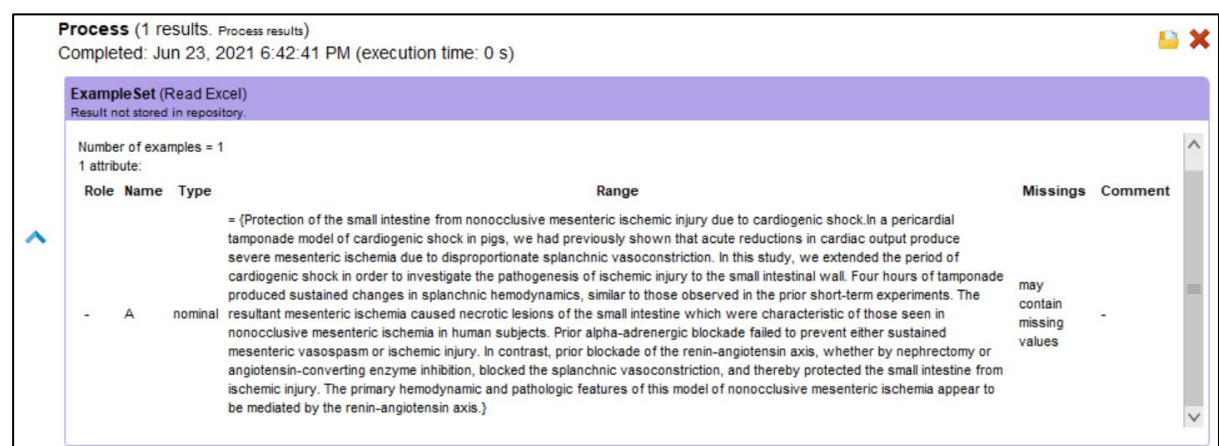 Process (1 results. Process results)
Completed: Jun 23, 2021 6:42:41 PM (execution time: 0 s)
ExampleSet (Read Excel)
Result not stored in repository.
Number of examples = 1
1 attribute:
Role Name Type Range Missings Comment
= {Protection of the small intestine from nonocclusive mesenteric ischemic injury due to cardiogenic shock.In a pericardial
tamponade model of cardiogenic shock in pigs, we had previously shown that acute reductions in cardiac output produce
severe mesenteric ischemia due to disproportionate splanchnic vasoconstriction. In this study, we extended the period of
cardiogenic shock in order to investigate the pathogenesis of ischemic injury to the small intestinal wall. Four hours of tamponade
produced sustained changes in splanchnic hemodynamics, similar to those observed in the prior short-term experiments. The
- A nominal resultant mesenteric ischemia caused necrotic lesions of the small intestine which were characteristic of those seen in
nonocclusive mesenteric ischemia in human subjects. Prior alpha-adrenergic blockade failed to prevent either sustained
mesenteric vasospasm or ischemic injury. In contrast, prior blockade of the renin-angiotensin axis, whether by nephrectomy or
angiotensin-converting enzyme inhibition, blocked the splanchnic vasoconstriction, and thereby protected the small intestine from
ischemic injury. The primary hemodynamic and pathologic features of this model of nonocclusive mesenteric ischemia appear to
be mediated by the renin-angiotensin axis.}
may
contain
missing
values
-